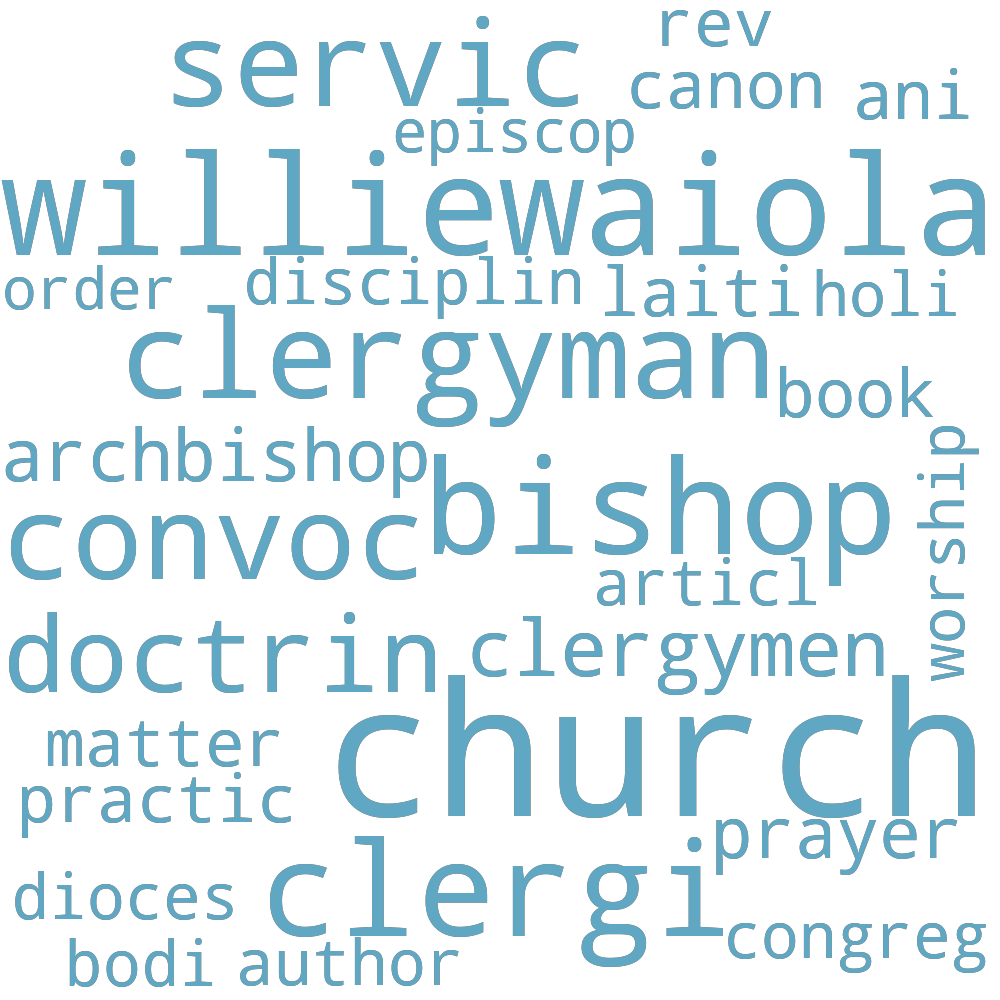 rev
servic
canon
ani
episcop
williewaiola
order
disciplin
laiti
holi
clergyman
book
archbishop
bishop
worship
convoc
articl
doctrin
clergymen
church
matter
practic
prayer
clergi
dioces
congreg
bodi
author